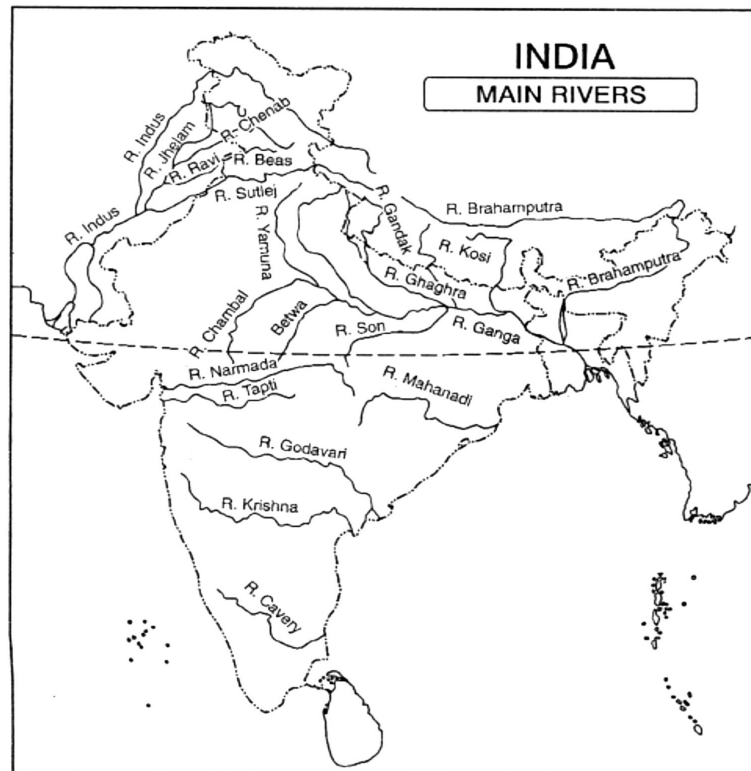 INDIA
MAIN RIVERS
R. Indus
R. Jhelam
R. Chenab
R. Ravi
R. Beas
R. Sutlej
R. Indus
R. Yamuna
R. Gandak
R. Brahamputra
R. Kosi
R. Ghaghra
R. Brahamputra
R. Chambal
Betwa
R. Son
R. Ganga
R. Narmada
R. Tapti
R. Mahanadi
R. Godavari
R. Krishna
R. Cavery